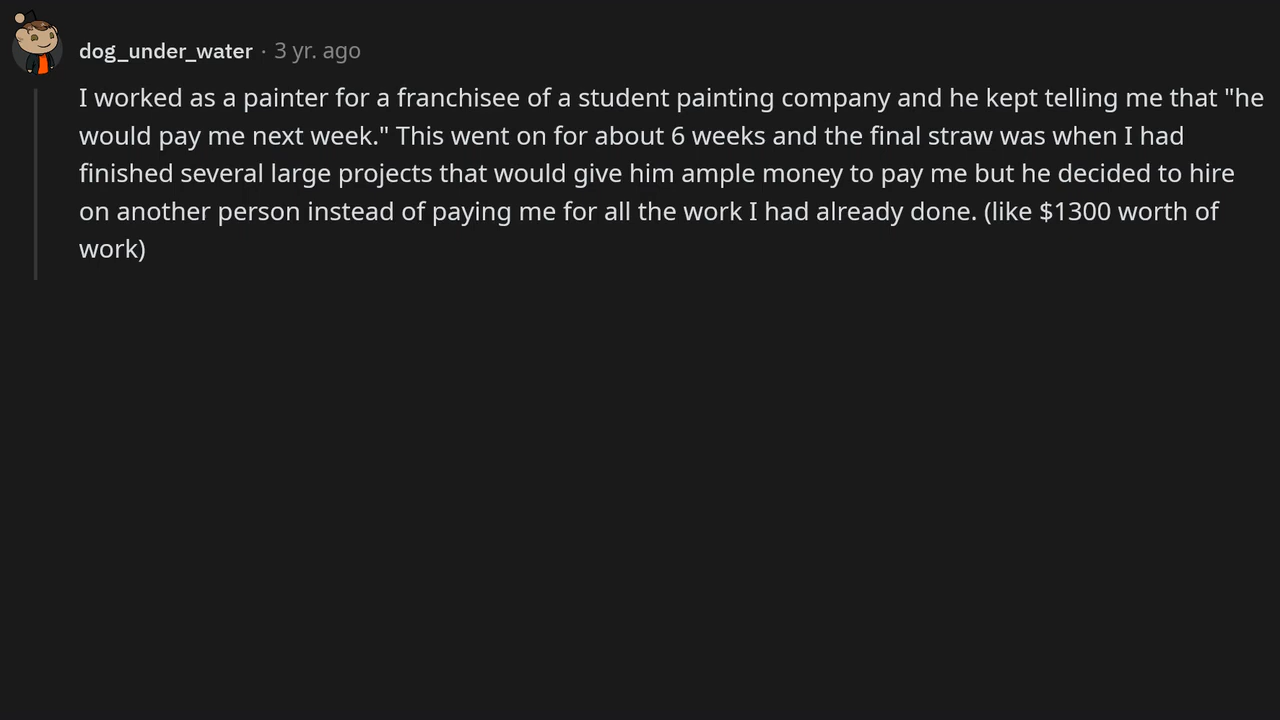 dog_under_water · 3 yr. ago
I worked as a painter for a franchisee of a student painting company and he kept telling me that "he
would pay me next week." This went on for about 6 weeks and the final straw was when I had
finished several large projects that would give him ample money to pay me but he decided to hire
on another person instead of paying me for all the work I had already done. (like $1300 worth of
work)